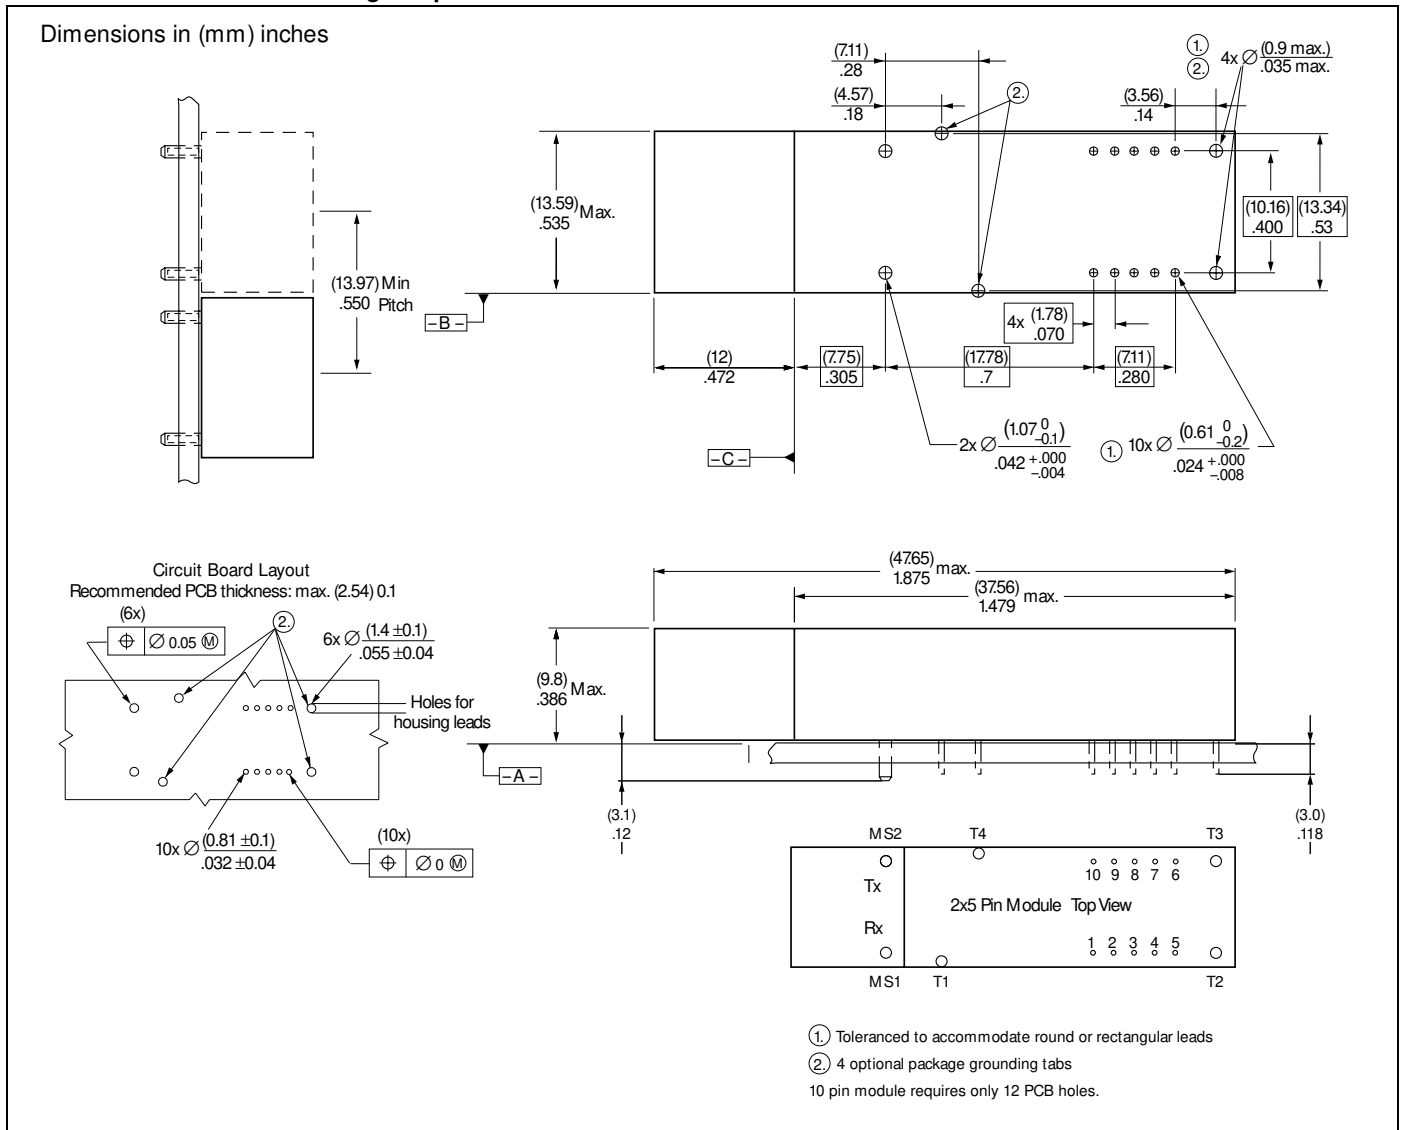 Dimensions in (mm) inches
(7.11)
.28
(4.57)
.18
2.
1.
2.
4x Ø (0.9 max.)
.035 max.
(3.56)
.14
(13.59) Max.
.535
(10.16)
.400
(13.34)
.53
(13.97) Min
.550 Pitch
–B–
4x (1.78)
.070
(12)
.472
(7.75)
.305
(17.78)
.7
(7.11)
.280
–C–
2x Ø (1.07 0 –0.1)
.042 +.000 –.004
1. 10x Ø (0.61 0 –0.2)
.024 +.000 –.008
Circuit Board Layout
Recommended PCB thickness: max. (2.54) 0.1
(6x)
⌖ Ø 0.05 Ⓜ
2.
6x Ø (1.4 ±0.1)
.055 ±0.04
Holes for
housing leads
10x Ø (0.81 ±0.1)
.032 ±0.04
(10x)
⌖ Ø 0 Ⓜ
(47.65) max.
1.875
(37.56) max.
1.479
(9.8) Max.
.386
–A–
(3.1)
.12
(3.0)
.118
MS2 T4 T3
Tx
10 9 8 7 6
2x5 Pin Module Top View
Rx
1 2 3 4 5
MS1 T1 T2
1. Toleranced to accommodate round or rectangular leads
2. 4 optional package grounding tabs
10 pin module requires only 12 PCB holes.